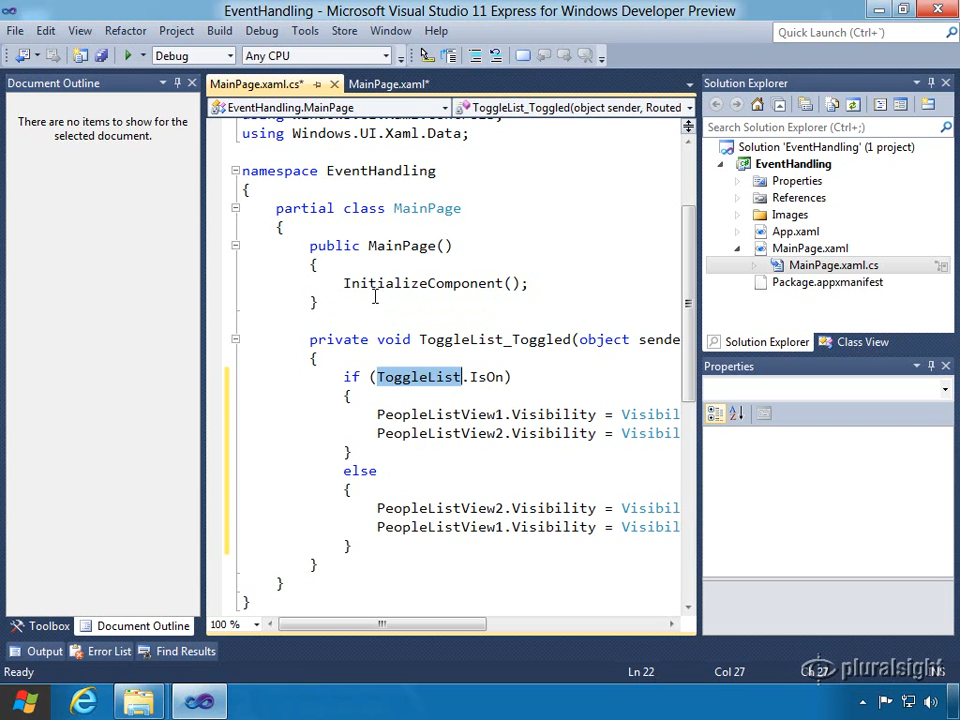 EventHandling - Microsoft Visual Studio 11 Express for Windows Developer Preview
File Edit View Refactor Project Build Debug Tools Store Window Help
Quick Launch (Ctrl+`)
Debug Any CPU
Document Outline
There are no items to show for the
selected document.
MainPage.xaml.cs* MainPage.xaml*
EventHandling.MainPage ToggleList_Toggled(object sender, Routed
using Windows.UI.Xaml.Data;
namespace EventHandling
{
partial class MainPage
{
public MainPage()
{
InitializeComponent();
}
private void ToggleList_Toggled(object sende
{
if (ToggleList.IsOn)
{
PeopleListView1.Visibility = Visibil
PeopleListView2.Visibility = Visibil
}
else
{
PeopleListView2.Visibility = Visibil
PeopleListView1.Visibility = Visibil
}
}
}
}
100 %
Solution Explorer
Search Solution Explorer (Ctrl+;)
Solution 'EventHandling' (1 project)
EventHandling
Properties
References
Images
App.xaml
MainPage.xaml
MainPage.xaml.cs
Package.appxmanifest
Solution Explorer Class View
Properties
Toolbox Document Outline
Output Error List Find Results
Ready Ln 22 Col 27 Ch 27 INS
pluralsight